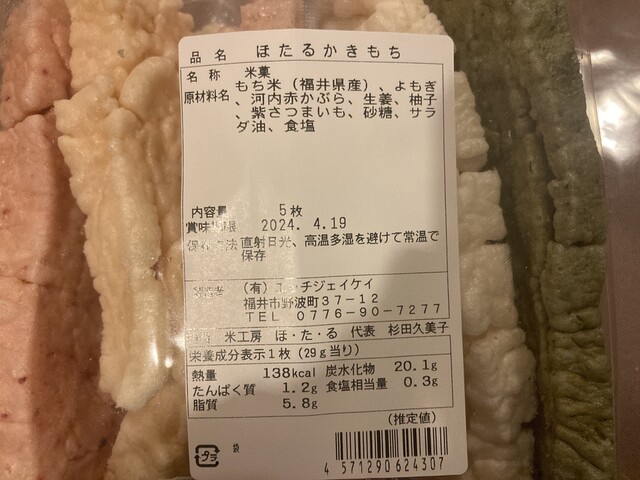 品名 ほたるかきもち
名称 米菓
原材料名 もち米（福井県産）、よもぎ
、河内赤かぶら、生姜、柚子
、紫さつまいも、砂糖、サラ
ダ油、食塩
内容量 5枚
賞味期限 2024. 4.19
保存方法 直射日光、高温多湿を避けて常温で
保存
製造者 （有）エッチジェイケイ
福井市野波町37-12
TEL 0776-90-7277
米工房 ほ・た・る 代表 杉田久美子
栄養成分表示1枚（29g当り）
熱量 138kcal 炭水化物 20.1g
たんぱく質 1.2g 食塩相当量 0.3g
脂質 5.8g
（推定値）
プラ 袋
4 571290 624307